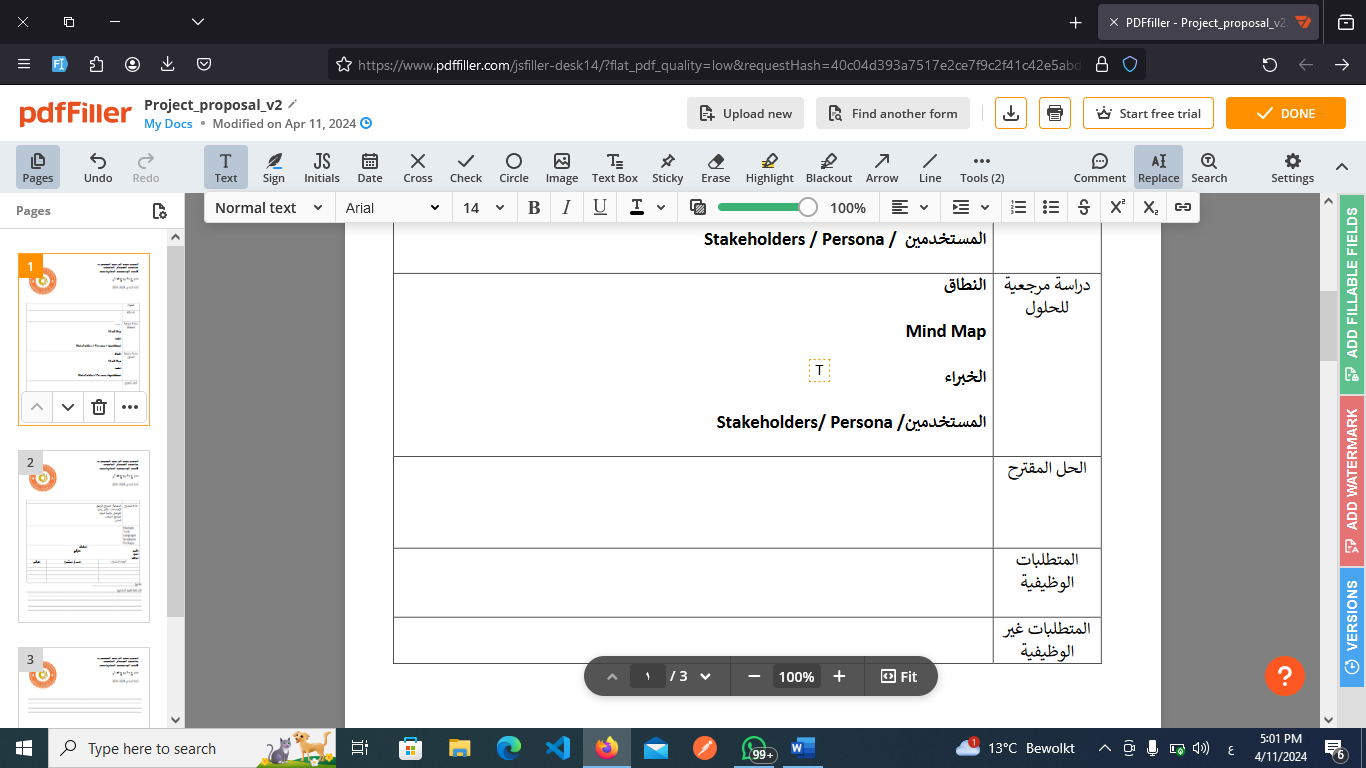 PDFfiller - Project_proposal_v2
https://www.pdffiller.com/jsfiller-desk14/?flat_pdf_quality=low&requestHash=40c04d393a7517e2ce7f9c2f41c42e5abd
pdfFiller
Project_proposal_v2
My Docs • Modified on Apr 11, 2024
Upload new
Find another form
Start free trial
DONE
Pages
Undo
Redo
Text
Sign
Initials
Date
Cross
Check
Circle
Image
Text Box
Sticky
Erase
Highlight
Blackout
Arrow
Line
Tools (2)
Comment
Replace
Search
Settings
Pages
Normal text
Arial
14
B I U T
100%
1
2
3
المستخدمين / Stakeholders / Persona
دراسة مرجعية
للحلول
النطاق
Mind Map
الخبراء
T
المستخدمين/ Stakeholders/ Persona
الحل المقترح
المتطلبات
الوظيفية
المتطلبات غير
الوظيفية
١ / 3
100%
Fit
ADD FILLABLE FIELDS
ADD WATERMARK
VERSIONS
?
Type here to search
99+
1
13°C Bewolkt
ع
5:01 PM
4/11/2024
6